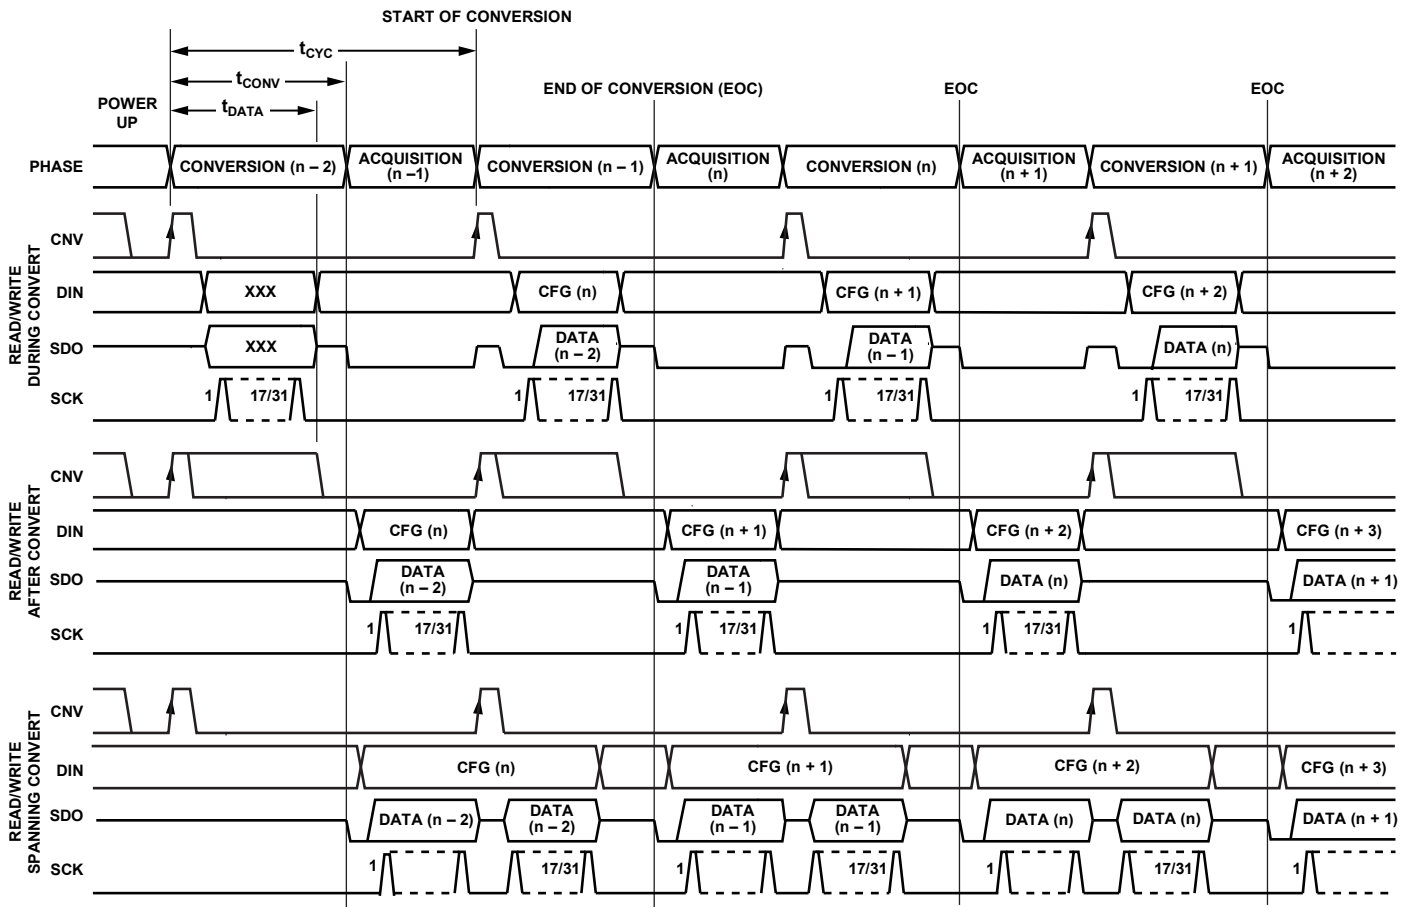 START OF CONVERSION
tCYC
tCONV
END OF CONVERSION (EOC)
EOC
EOC
POWER
UP
tDATA
PHASE
CONVERSION (n – 2)
ACQUISITION
(n –1)
CONVERSION (n – 1)
ACQUISITION
(n)
CONVERSION (n)
ACQUISITION
(n + 1)
CONVERSION (n + 1)
ACQUISITION
(n + 2)
READ/WRITE
DURING CONVERT
CNV
DIN
XXX
CFG (n)
CFG (n + 1)
CFG (n + 2)
SDO
XXX
DATA
(n – 2)
DATA
(n – 1)
DATA (n)
SCK
1
17/31
1
17/31
1
17/31
1
17/31
READ/WRITE
AFTER CONVERT
CNV
DIN
CFG (n)
CFG (n + 1)
CFG (n + 2)
CFG (n + 3)
SDO
DATA
(n – 2)
DATA
(n – 1)
DATA (n)
DATA (n + 1)
SCK
1
17/31
1
17/31
1
17/31
1
READ/WRITE
SPANNING CONVERT
CNV
DIN
CFG (n)
CFG (n + 1)
CFG (n + 2)
CFG (n + 3)
SDO
DATA (n – 2)
DATA
(n – 2)
DATA
(n – 1)
DATA
(n – 1)
DATA (n)
DATA (n)
DATA (n + 1)
SCK
1
17/31
1
17/31
1
17/31
1